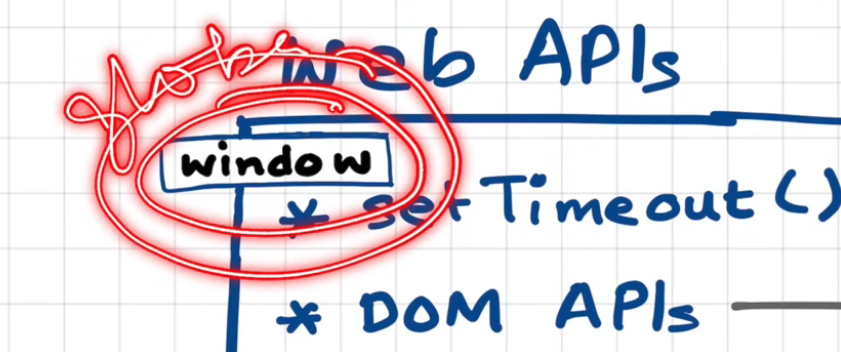 Web APIs
window
* setTimeout()
* DOM APIs